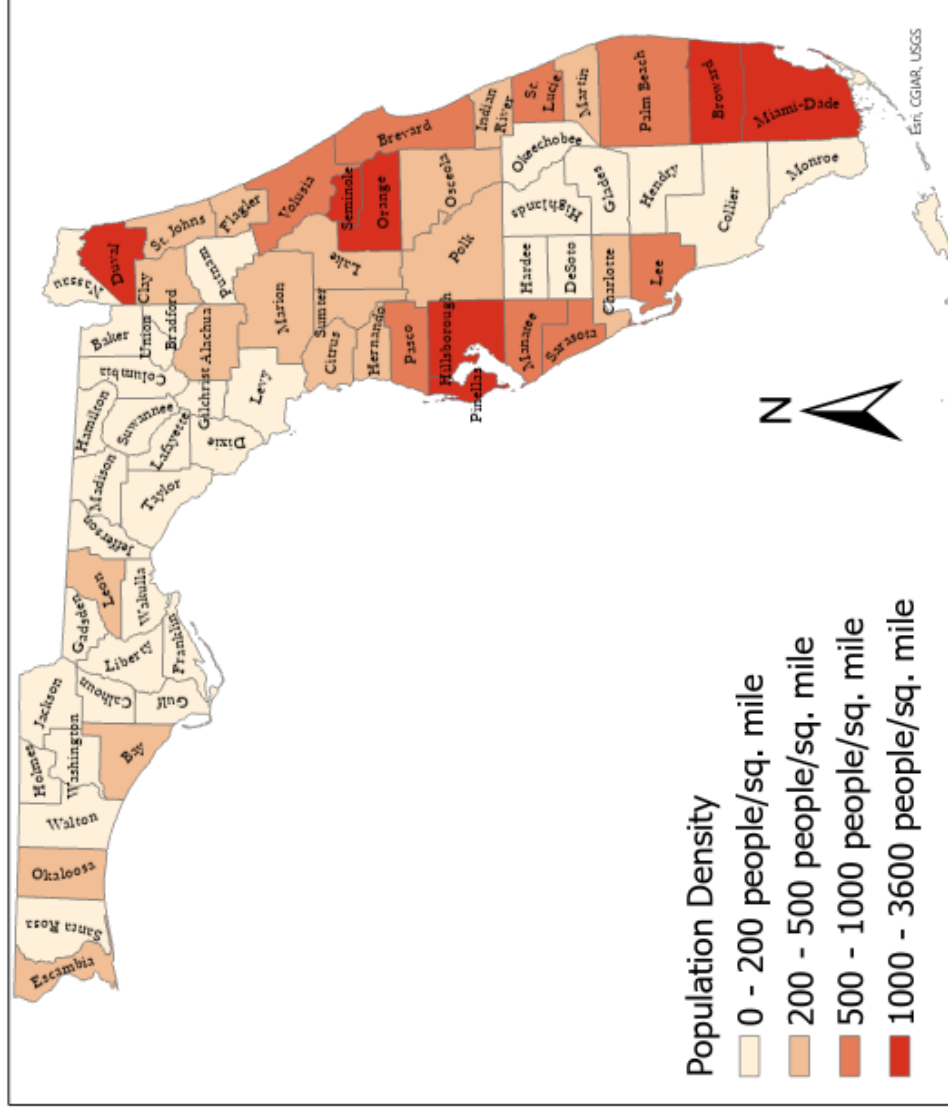 Escambia
Santa Rosa
Okaloosa
Walton
Holmes
Washington
Jackson
Bay
Calhoun
Gulf
Liberty
Gadsden
Franklin
Leon
Wakulla
Jefferson
Madison
Taylor
Hamilton
Suwannee
Lafayette
Dixie
Columbia
Baker
Union
Bradford
Gilchrist
Alachua
Levy
Nassau
Duval
Clay
St. Johns
Putnam
Flagler
Marion
Volusia
Citrus
Sumter
Lake
Hernando
Pasco
Seminole
Orange
Brevard
Hillsborough
Pinellas
Polk
Osceola
Indian
River
Manatee
Hardee
Highlands
Okeechobee
St.
Lucie
Sarasota
DeSoto
Martin
Charlotte
Glades
Lee
Hendry
Palm Beach
Collier
Broward
Monroe
Miami-Dade
N
Population Density
0 - 200 people/sq. mile
200 - 500 people/sq. mile
500 - 1000 people/sq. mile
1000 - 3600 people/sq. mile
Esri, CGIAR, USGS